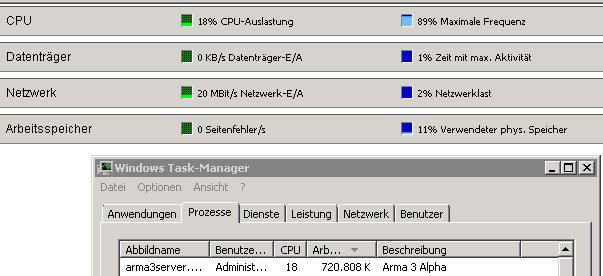 CPU 18% CPU-Auslastung 89% Maximale Frequenz
Datenträger 0 KB/s Datenträger-E/A 1% Zeit mit max. Aktivität
Netzwerk 20 MBit/s Netzwerk-E/A 2% Netzwerklast
Arbeitsspeicher 0 Seitenfehler/s 11% Verwendeter phys. Speicher
Windows Task-Manager
Datei Optionen Ansicht ?
Anwendungen Prozesse Dienste Leistung Netzwerk Benutzer
Abbildname Benutze... CPU Arb... Beschreibung
arma3server.... Administ... 18 720.808 K Arma 3 Alpha